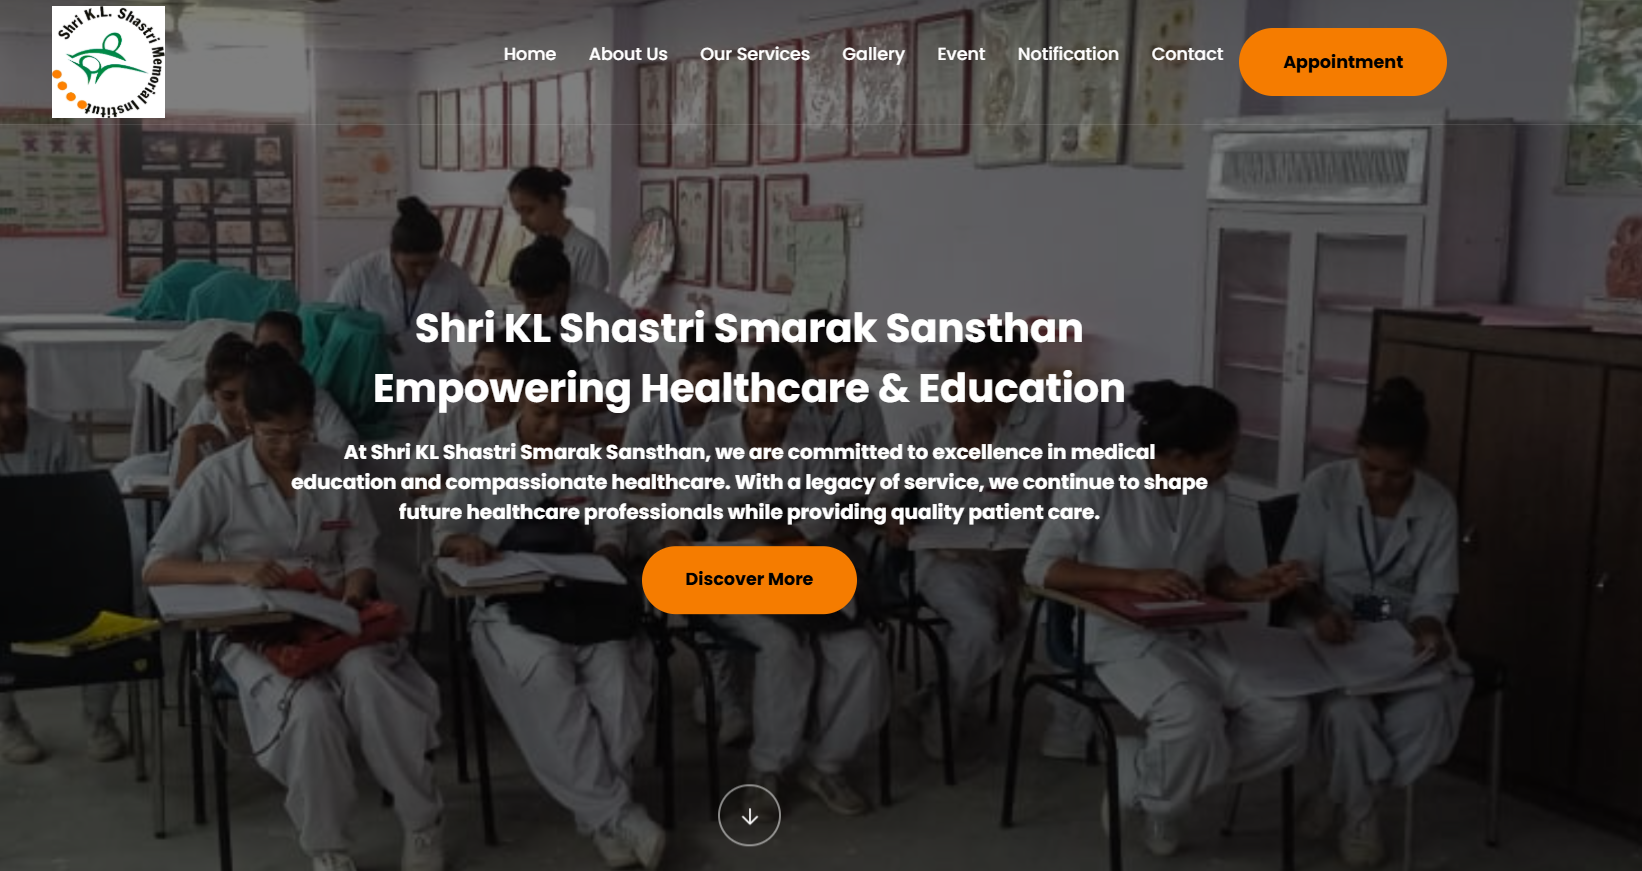 Shri K.L. Shastri Memorial Institut
Home
About Us
Our Services
Gallery
Event
Notification
Contact
Appointment
Shri KL Shastri Smarak Sansthan
Empowering Healthcare & Education
At Shri KL Shastri Smarak Sansthan, we are committed to excellence in medical
education and compassionate healthcare. With a legacy of service, we continue to shape
future healthcare professionals while providing quality patient care.
Discover More